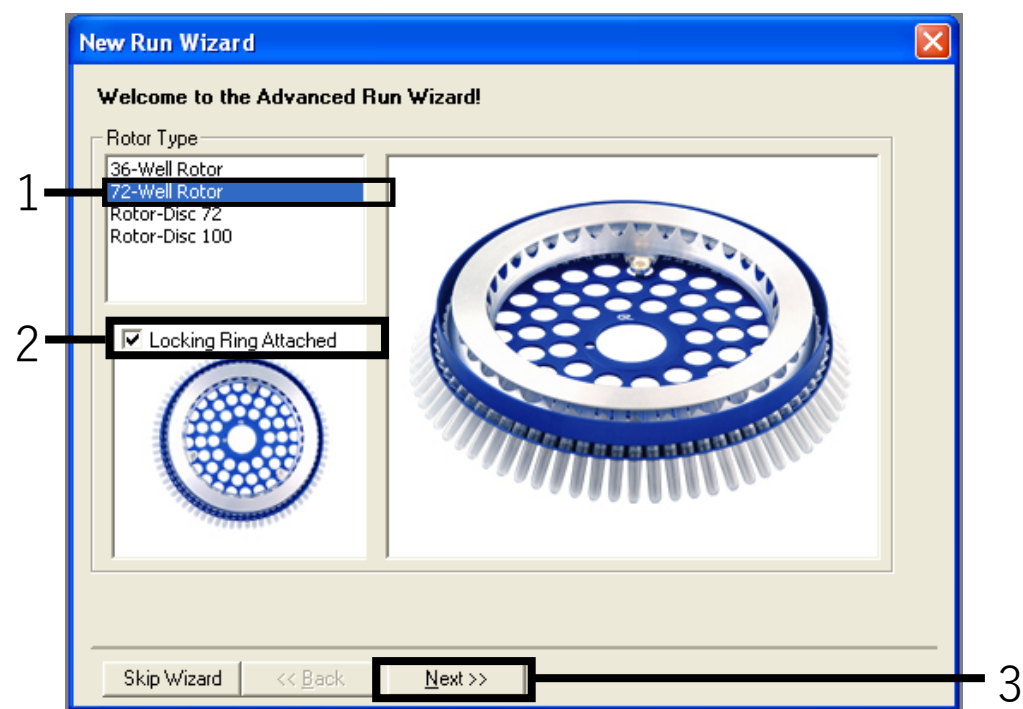 New Run Wizard
Welcome to the Advanced Run Wizard!
Rotor Type
36-Well Rotor
1
72-Well Rotor
Rotor-Disc 72
Rotor-Disc 100
2
Locking Ring Attached
Skip Wizard
<< Back
Next >>
3